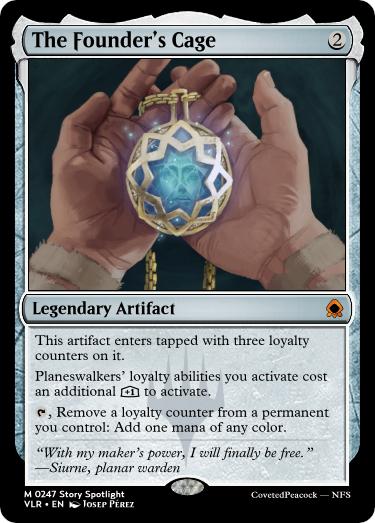 The Founder's Cage 2
Legendary Artifact
This artifact enters tapped with three loyalty
counters on it.
Planeswalkers' loyalty abilities you activate cost
an additional +1 to activate.
, Remove a loyalty counter from a permanent
you control: Add one mana of any color.
“With my maker's power, I will finally be free.”
—Siurne, planar warden
M 0247 Story Spotlight
VLR • EN Josep Perez
CovetedPeacock — NFS